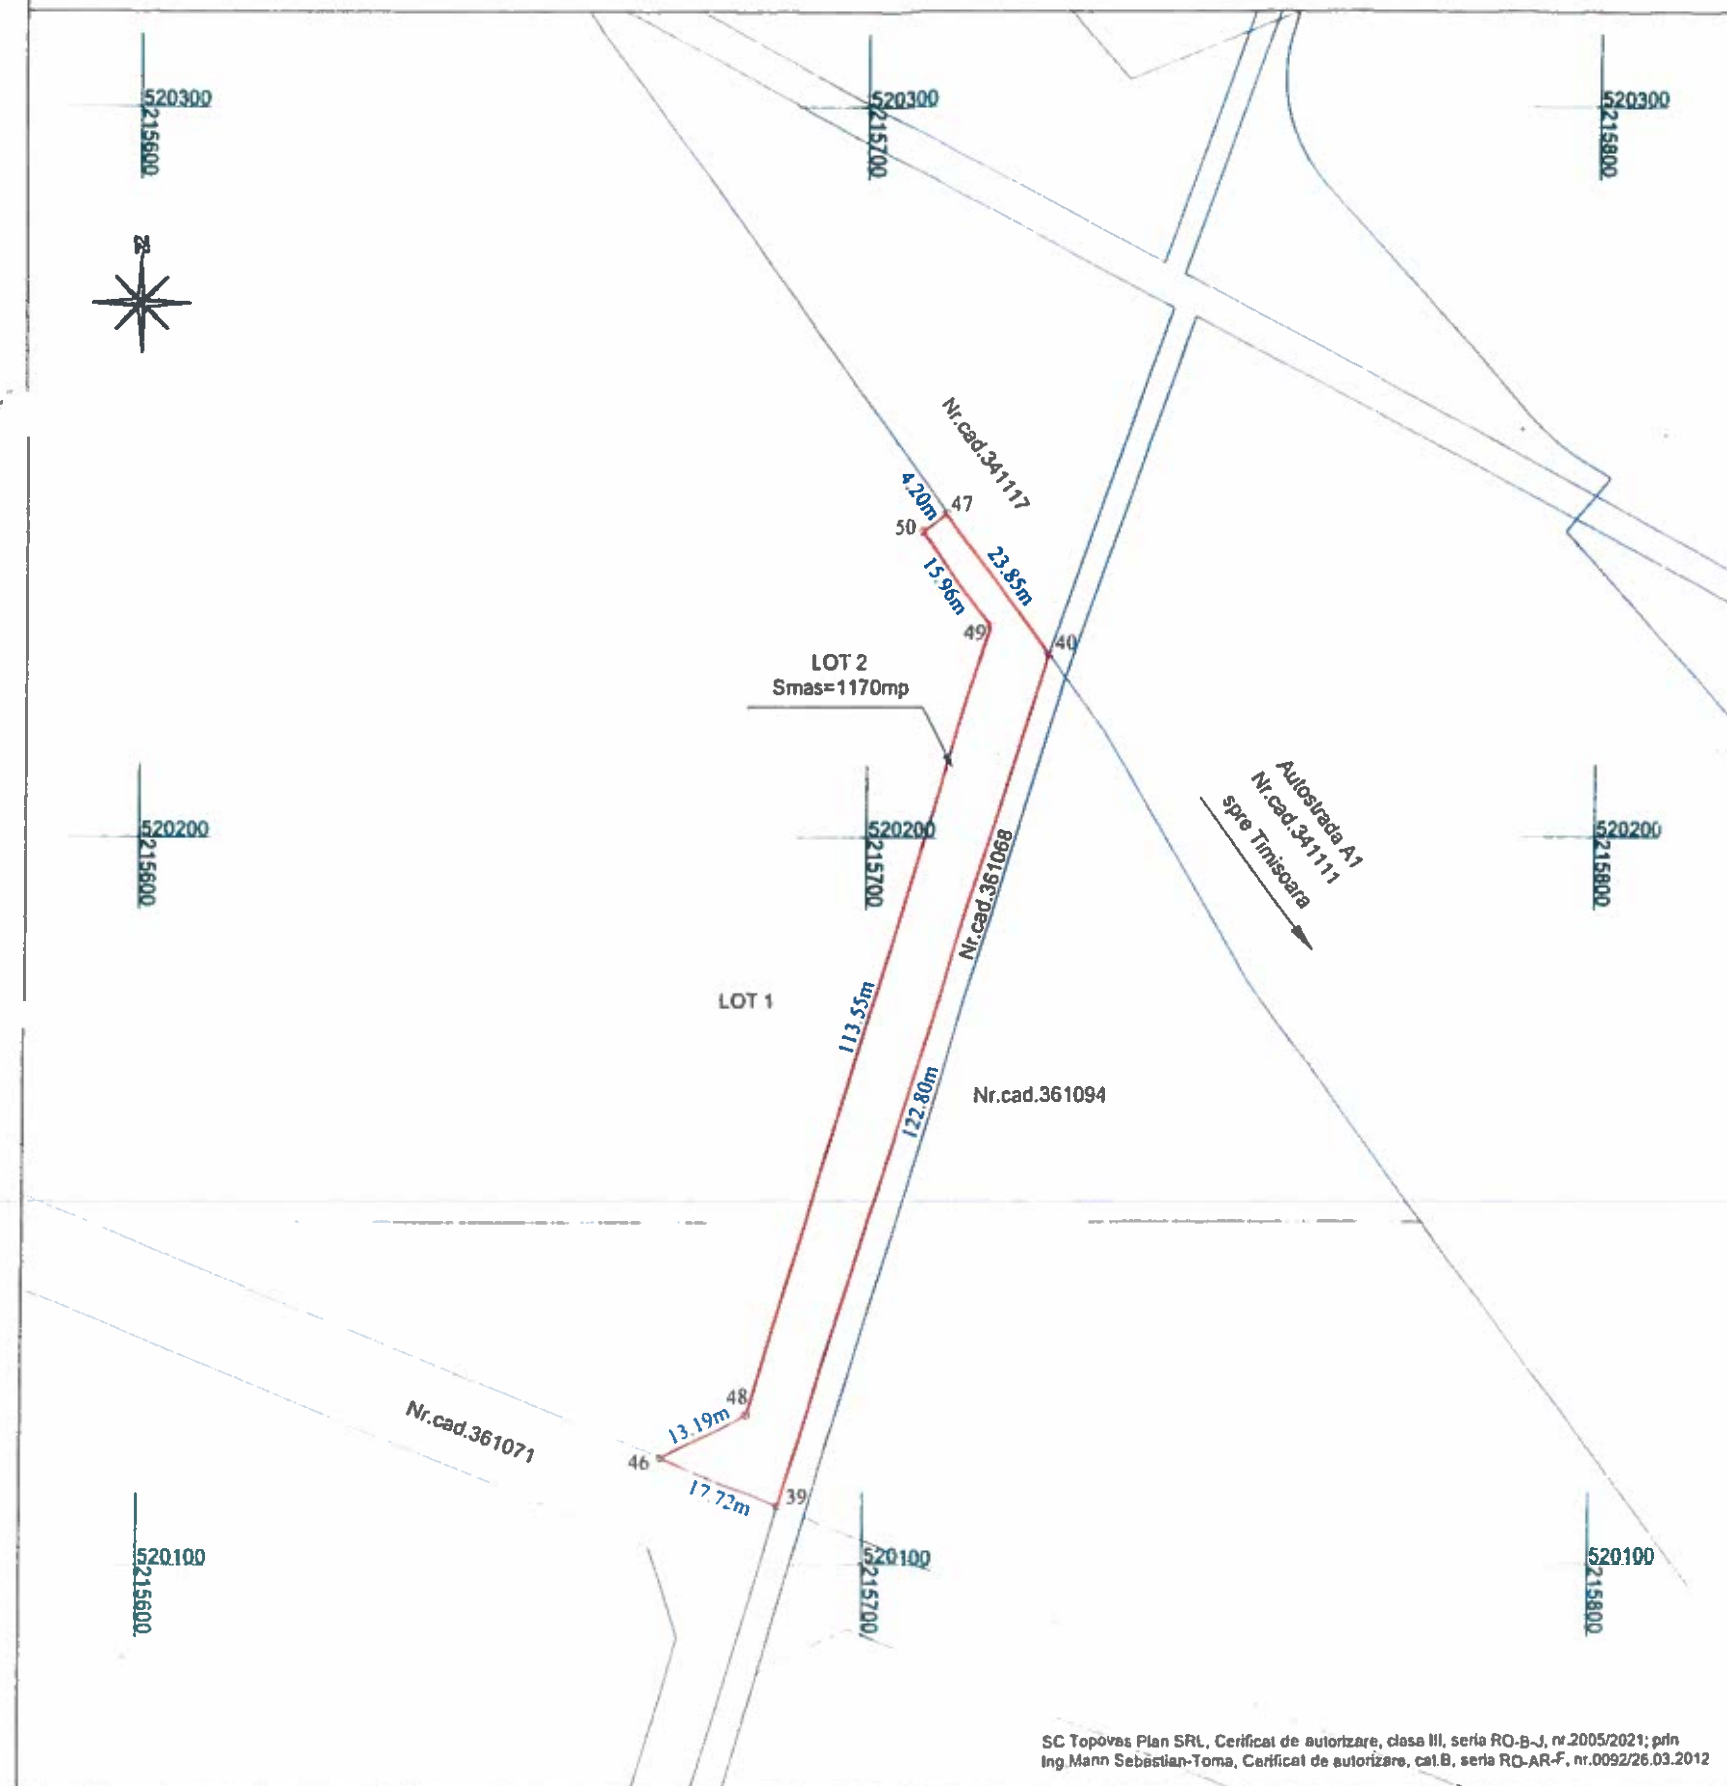 520300
215600
520300
215700
520300
215800
N
Nr.cad.341117
4.20m
47
50
23.85m
15.96m
49
40
LOT 2
Smas=1170mp
Autostrada A1
Nr.cad.341111
spre Timisoara
520200
215600
520200
215700
520200
215800
Nr.cad.361068
LOT 1
113.55m
122.80m
Nr.cad.361094
48
13.19m
Nr.cad.361071
46
17.72m
39
520100
215600
520100
215700
520100
215800
SC Topovas Plan SRL, Cerificat de autorizare, clasa III, seria RO-B-J, nr.2005/2021; prin
Ing.Mann Sebastian-Toma, Cerificat de autorizare, cat.B, seria RO-AR-F, nr.0092/26.03.2012